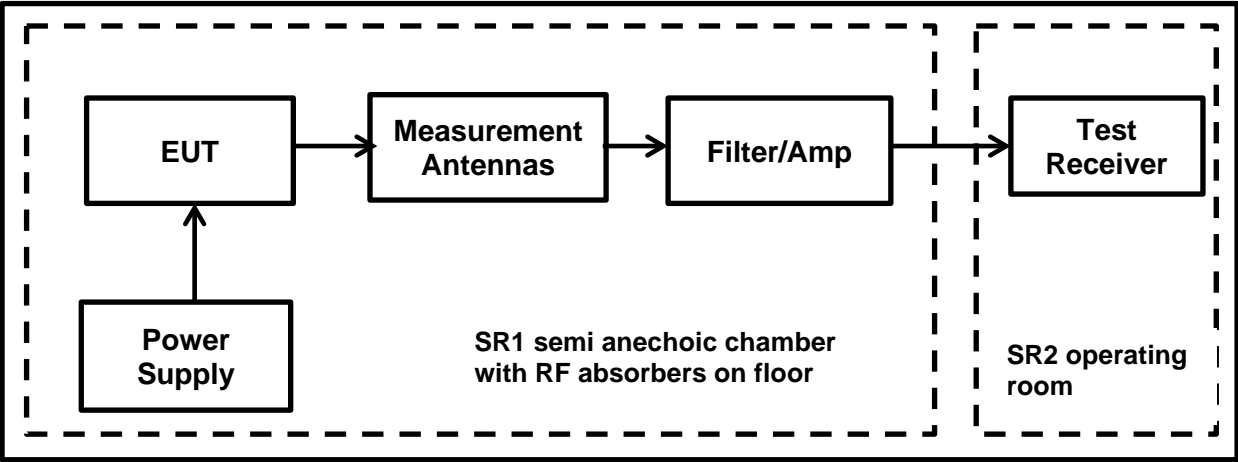 EUT
Measurement
Antennas
Filter/Amp
Test
Receiver
Power
Supply
SR1 semi anechoic chamber
with RF absorbers on floor
SR2 operating
room